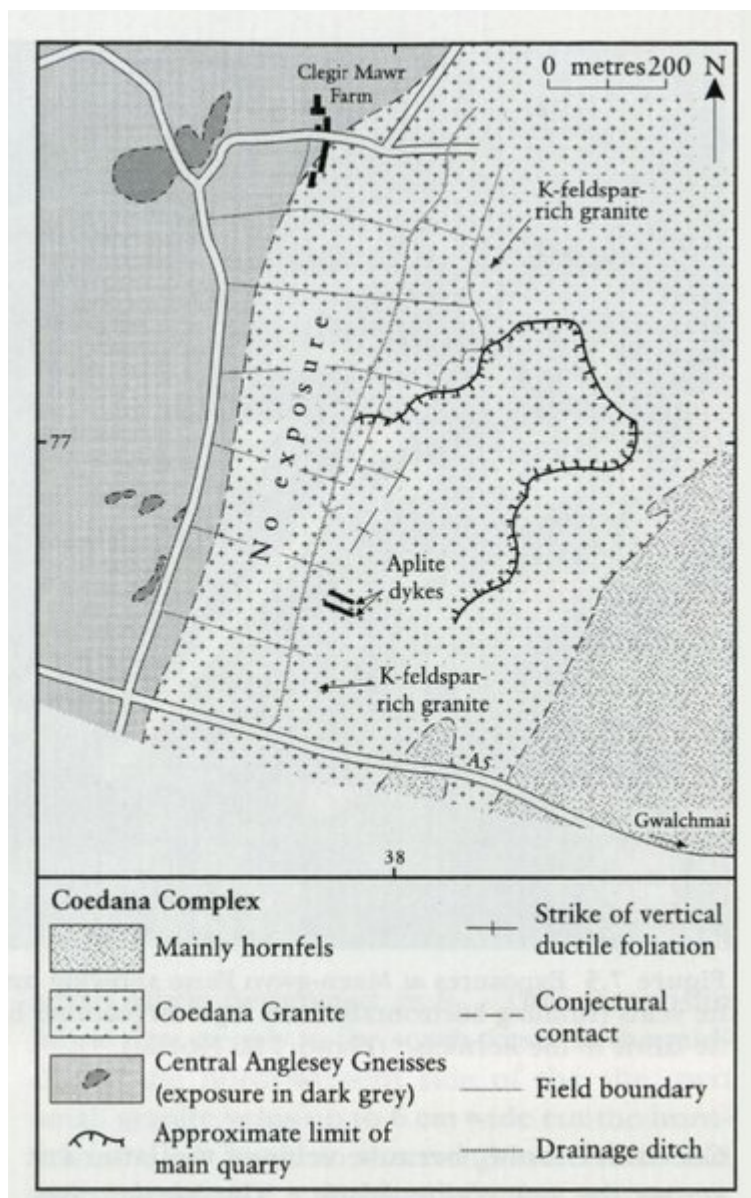 Clegir Mawr
Farm
0 metres 200 N
K-feldspar-
rich granite
No exposure
77
Aplite
dykes
K-feldspar-
rich granite
A5
Gwalchmai
38
Coedana Complex
Mainly hornfels
Coedana Granite
Central Anglesey Gneisses
(exposure in dark grey)
Approximate limit of
main quarry
Strike of vertical
ductile foliation
Conjectural
contact
Field boundary
Drainage ditch